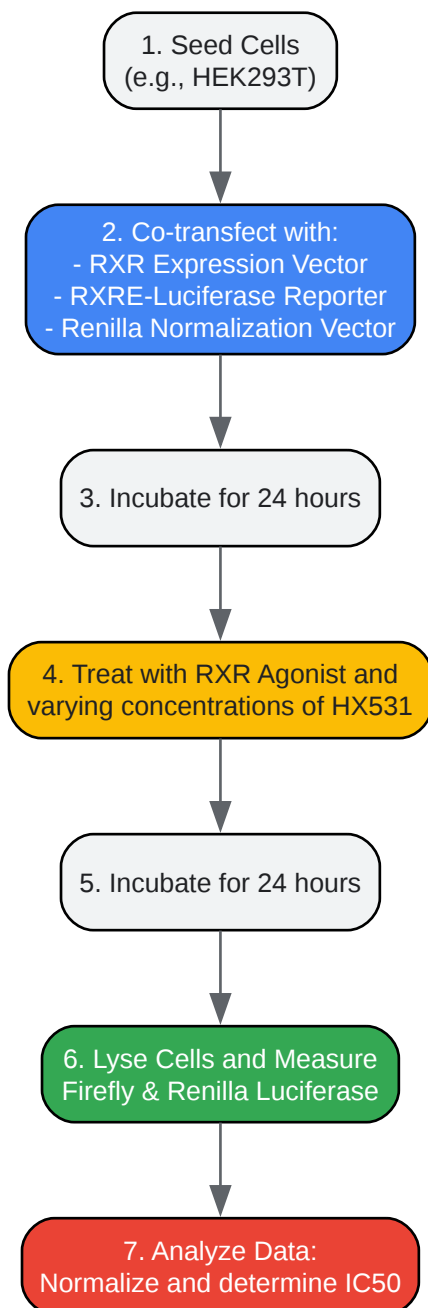 1. Seed Cells
(e.g., HEK293T)
2. Co-transfect with:
- RXR Expression Vector
- RXRE-Luciferase Reporter
- Renilla Normalization Vector
3. Incubate for 24 hours
4. Treat with RXR Agonist and
varying concentrations of HX531
5. Incubate for 24 hours
6. Lyse Cells and Measure
Firefly & Renilla Luciferase
7. Analyze Data:
Normalize and determine IC50